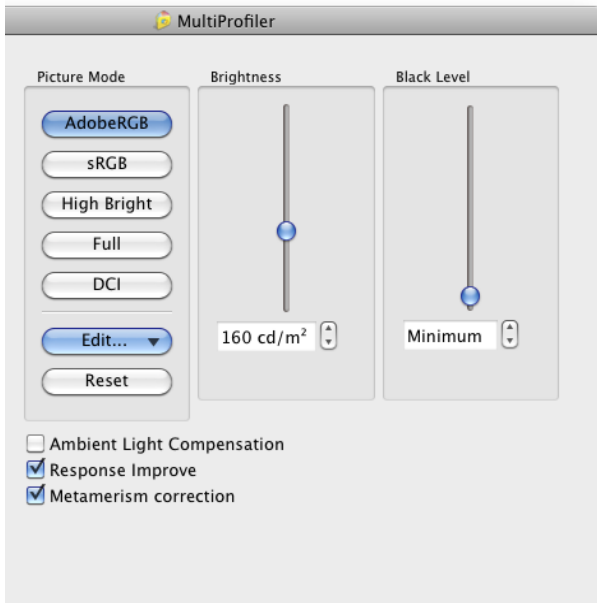 MultiProfiler
Picture Mode
Brightness
Black Level
AdobeRGB
sRGB
High Bright
Full
DCI
Edit...
Reset
160 cd/m²
Minimum
Ambient Light Compensation
Response Improve
Metamerism correction